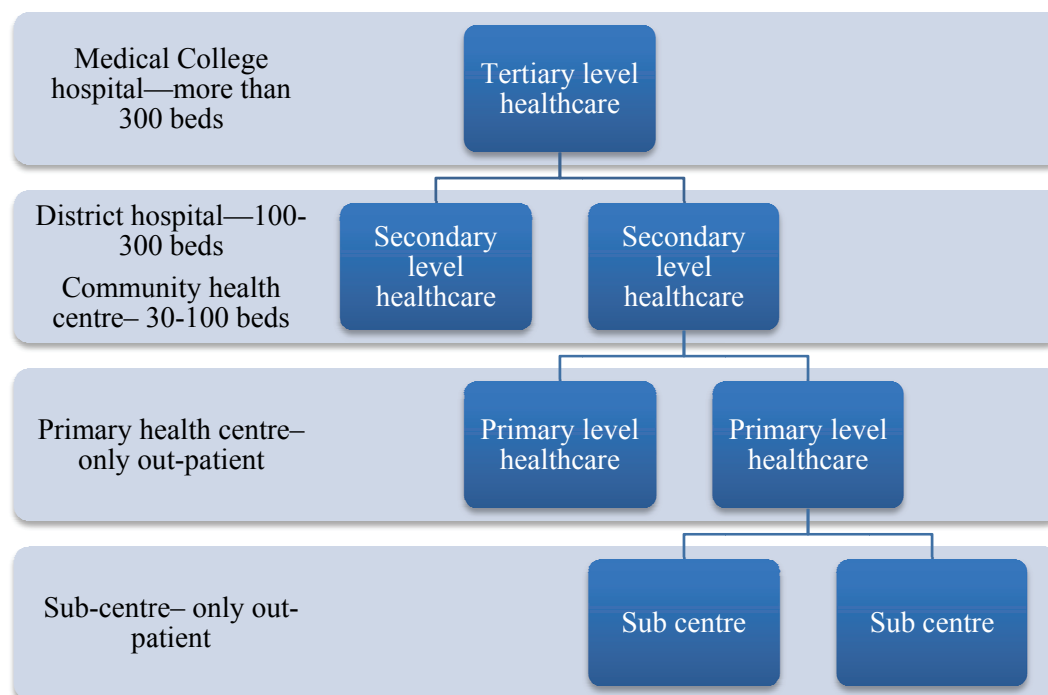 Medical College
hospital—more than
300 beds
Tertiary level
healthcare
District hospital—100-
300 beds
Community health
centre– 30-100 beds
Secondary
level
healthcare
Secondary
level
healthcare
Primary health centre–
only out-patient
Primary level
healthcare
Primary level
healthcare
Sub-centre– only out-
patient
Sub centre
Sub centre